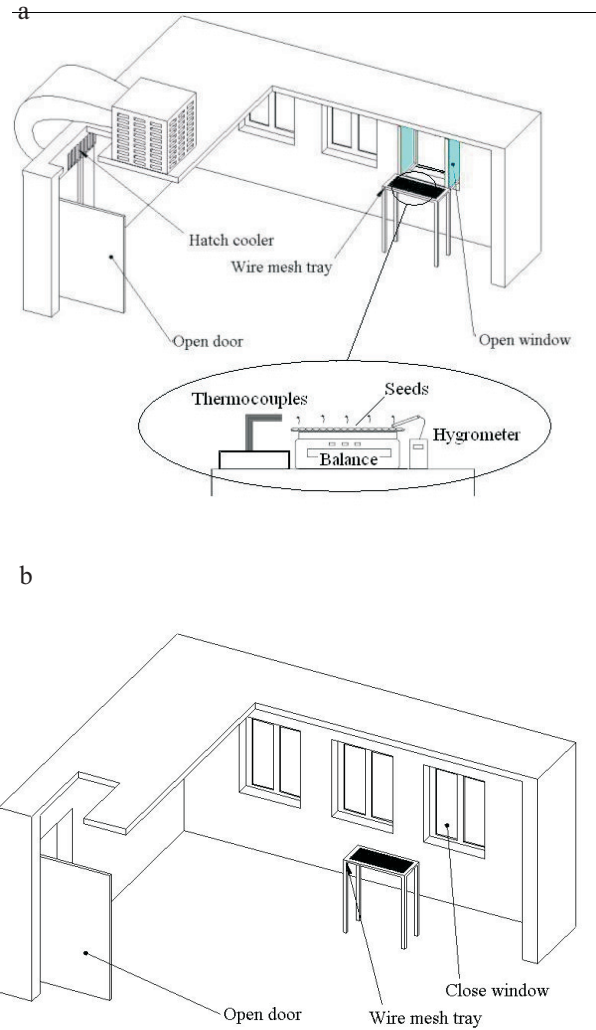 a
Hatch cooler
Wire mesh tray
Open door
Open window
Seeds
Thermocouples
Hygrometer
Balance
b
Close window
Open door
Wire mesh tray